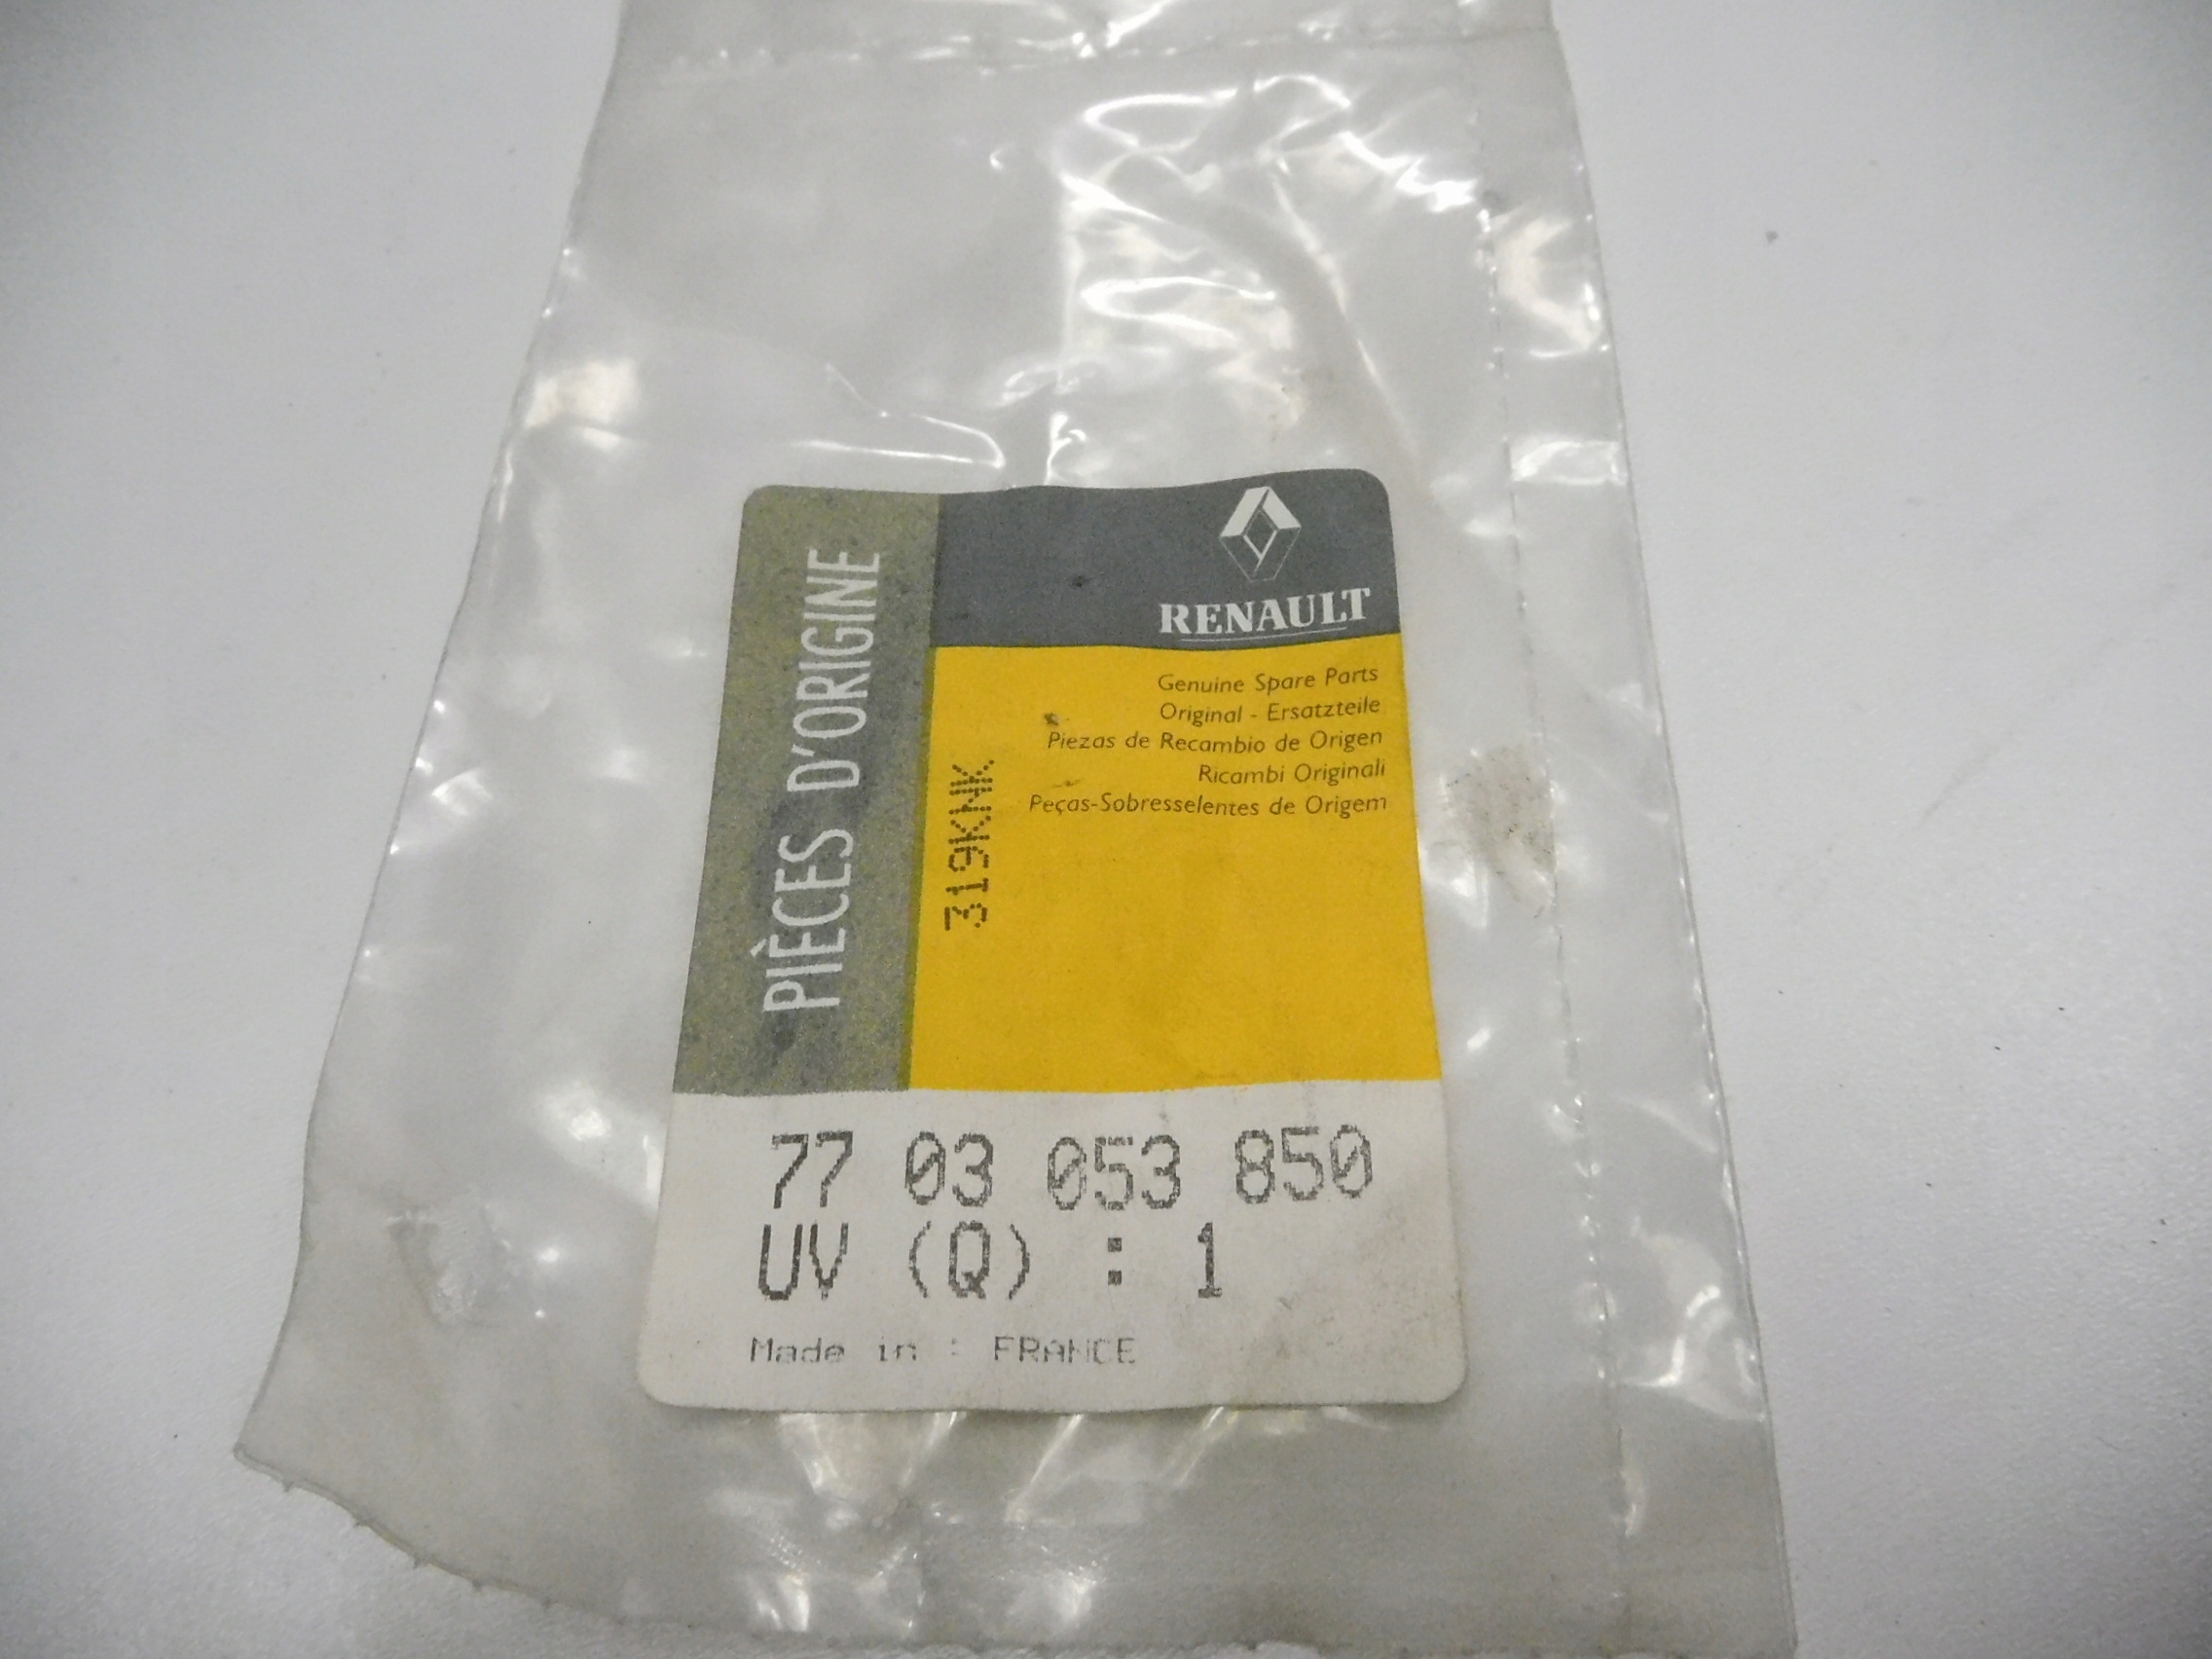 PIÈCES D'ORIGINE
RENAULT
Genuine Spare Parts
Original - Ersatzteile
Piezas de Recambio de Origen
Ricambi Originali
Peças-Sobresselentes de Origem
319KNK
77 03 053 850
UV (Q) : 1
Made in : FRANCE